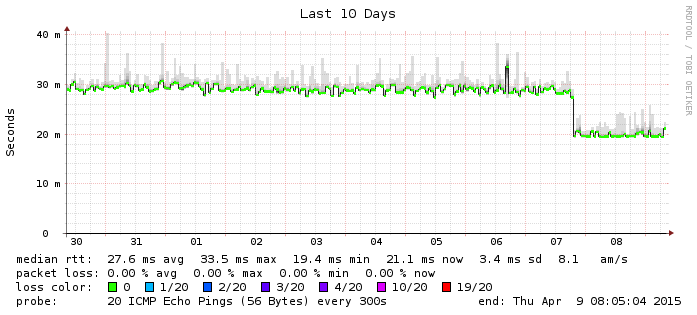 Last 10 Days
RRDTOOL / TOBI OETIKER
Seconds
40 m
30 m
20 m
10 m
0
30 31 01 02 03 04 05 06 07 08
median rtt: 27.6 ms avg 33.5 ms max 19.4 ms min 21.1 ms now 3.4 ms sd 8.1 am/s
packet loss: 0.00 % avg 0.00 % max 0.00 % min 0.00 % now
loss color: 0 1/20 2/20 3/20 4/20 10/20 19/20
probe: 20 ICMP Echo Pings (56 Bytes) every 300s end: Thu Apr 9 08:05:04 2015